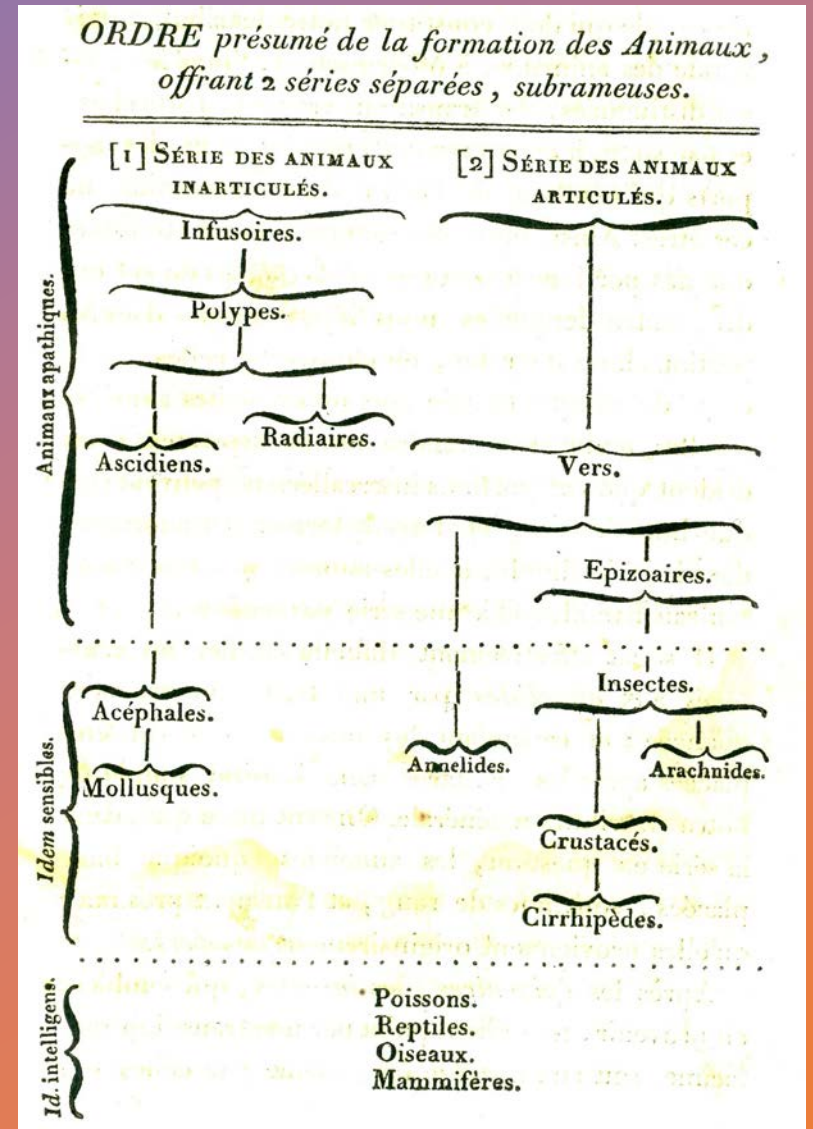 ORDRE présumé de la formation des Animaux,
offrant 2 séries séparées, subrameuses.
[1] SÉRIE DES ANIMAUX
INARTICULÉS.
[2] SÉRIE DES ANIMAUX
ARTICULÉS.
Animaux apathiques.
Infusoires.
Polypes.
Radiaires.
Ascidiens.
Vers.
Epizoaires.
Idem sensibles.
Acéphales.
Mollusques.
Insectes.
Annelides.
Arachnides.
Crustacés.
Cirrhipèdes.
Id. intelligens.
Poissons.
Reptiles.
Oiseaux.
Mammifères.